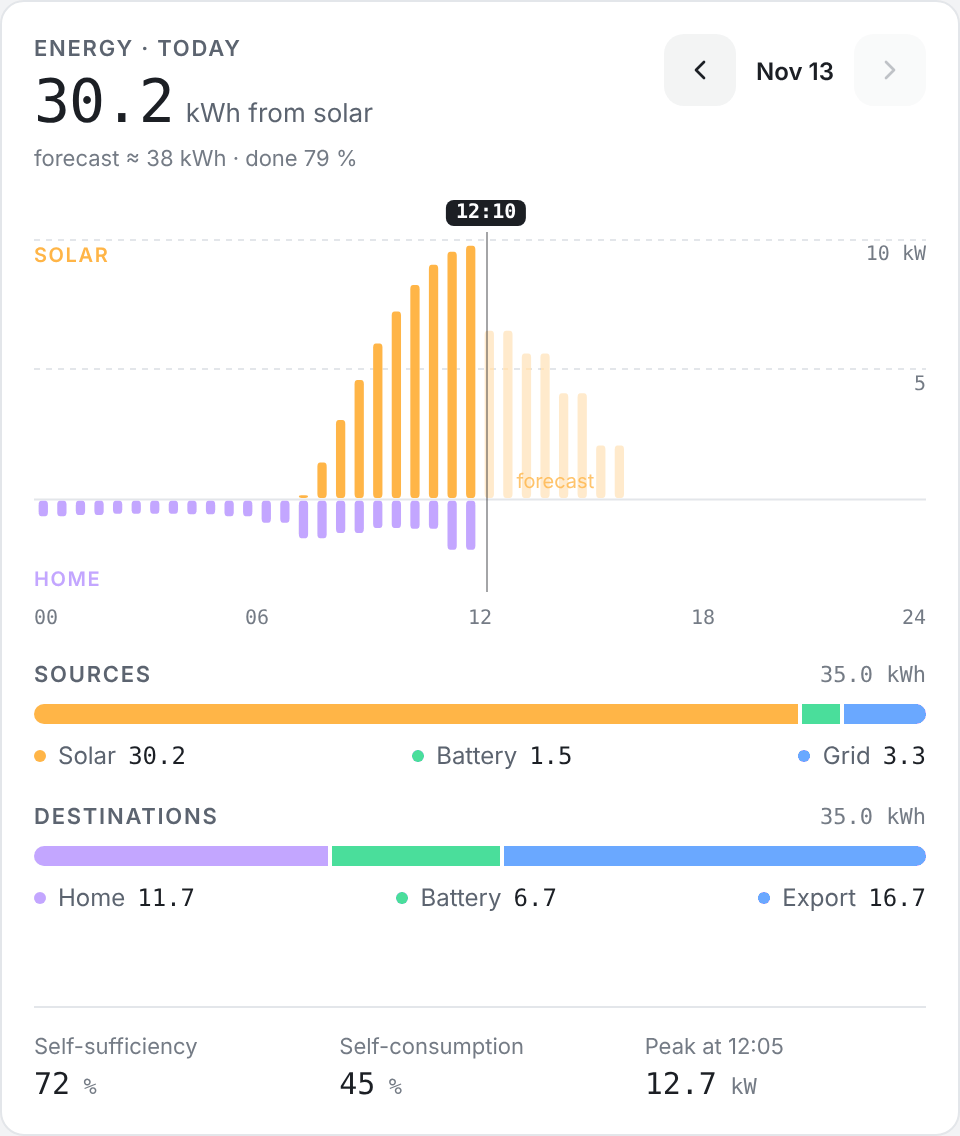 ENERGY · TODAY
30.2 kWh from solar
forecast ≈ 38 kWh · done 79 %
Nov 13
12:10
SOLAR
10 kW
5
forecast
HOME
00 06 12 18 24
SOURCES 35.0 kWh
Solar 30.2 Battery 1.5 Grid 3.3
DESTINATIONS 35.0 kWh
Home 11.7 Battery 6.7 Export 16.7
Self-sufficiency Self-consumption Peak at 12:05
72 % 45 % 12.7 kW